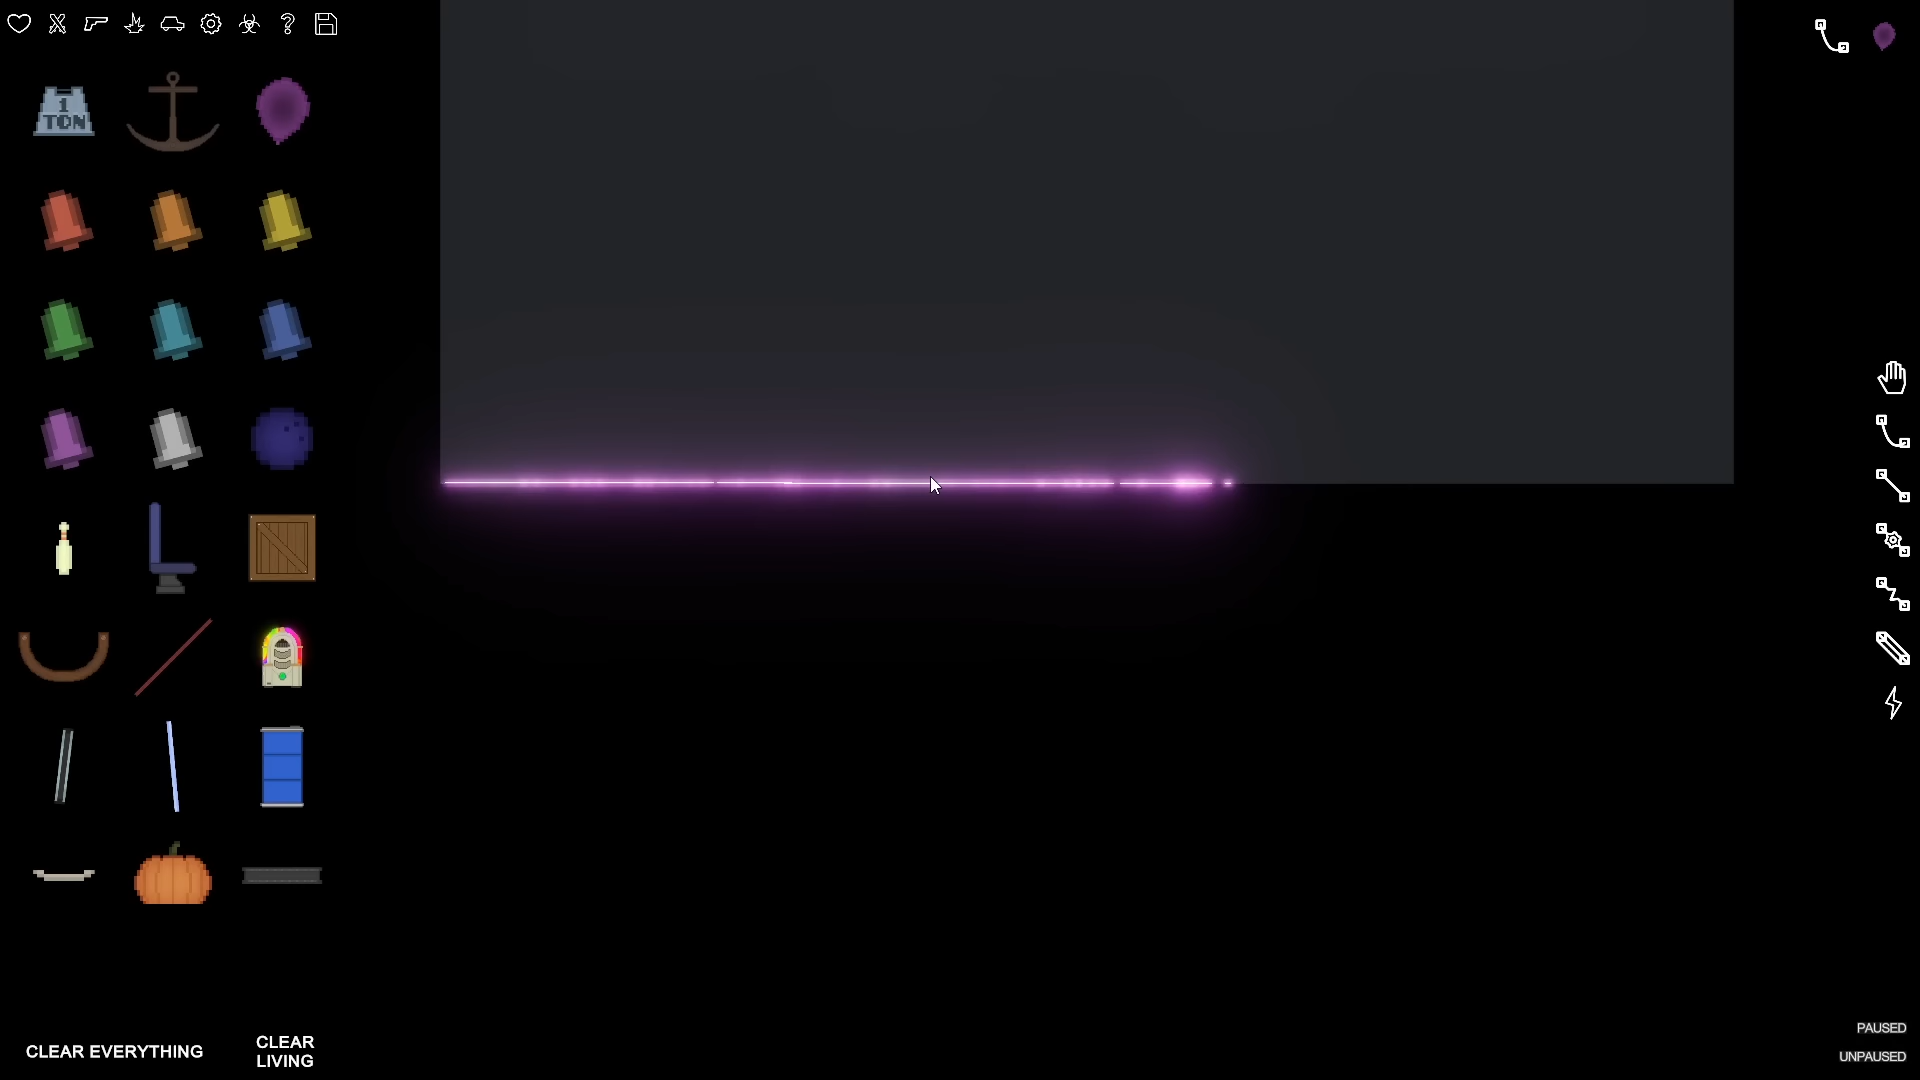 1
TON
CLEAR EVERYTHING
CLEAR
LIVING
PAUSED
UNPAUSED